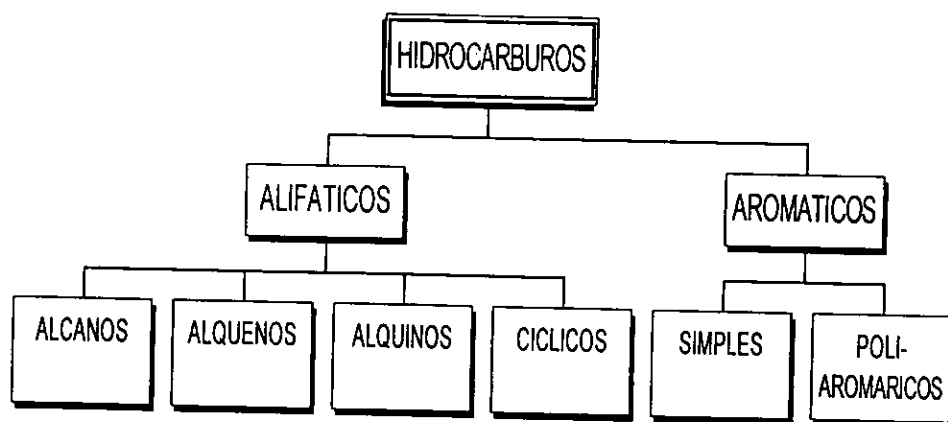 HIDROCARBUROS
ALIFATICOS
AROMATICOS
ALCANOS
ALQUENOS
ALQUINOS
CICLICOS
SIMPLES
POLI-
AROMARICOS